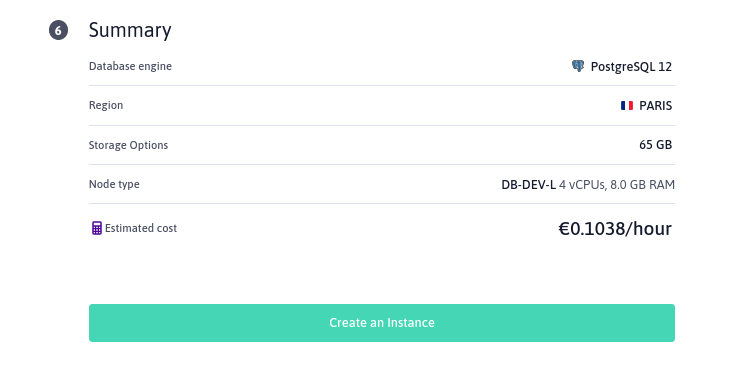 6 Summary
Database engine PostgreSQL 12
Region PARIS
Storage Options 65 GB
Node type DB-DEV-L 4 vCPUs, 8.0 GB RAM
Estimated cost €0.1038/hour
Create an Instance